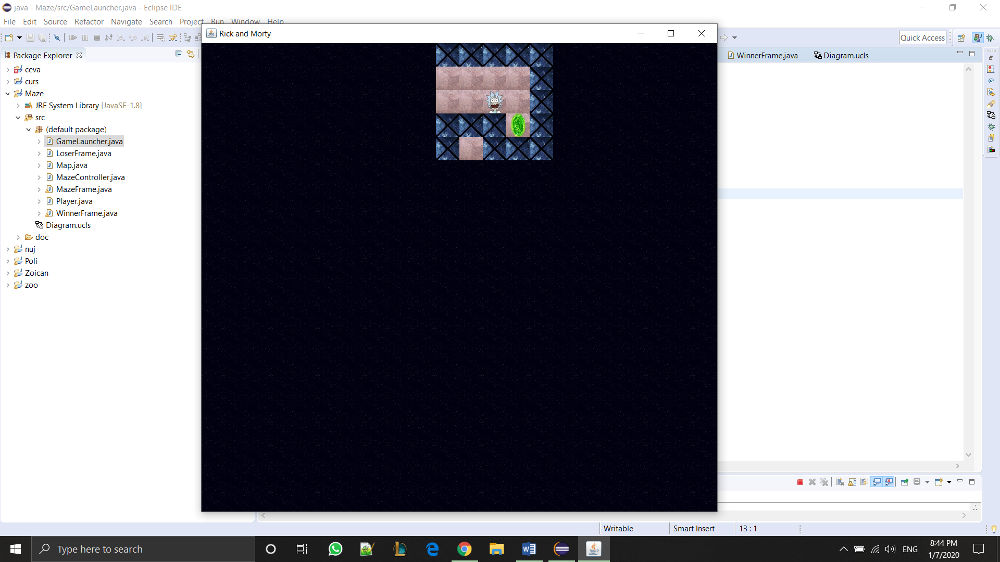 java - Maze/src/GameLauncher.java - Eclipse IDE
File Edit Source Refactor Navigate Search Project Run Window Help
Rick and Morty
Quick Access
Package Explorer
WinnerFrame.java Diagram.ucls
ceva
curs
Maze
JRE System Library [JavaSE-1.8]
src
(default package)
GameLauncher.java
LoserFrame.java
Map.java
MazeController.java
MazeFrame.java
Player.java
WinnerFrame.java
Diagram.ucls
doc
nuj
Poli
Zoican
zoo
Writable Smart Insert 13 : 1
Type here to search
ENG
8:44 PM
1/7/2020